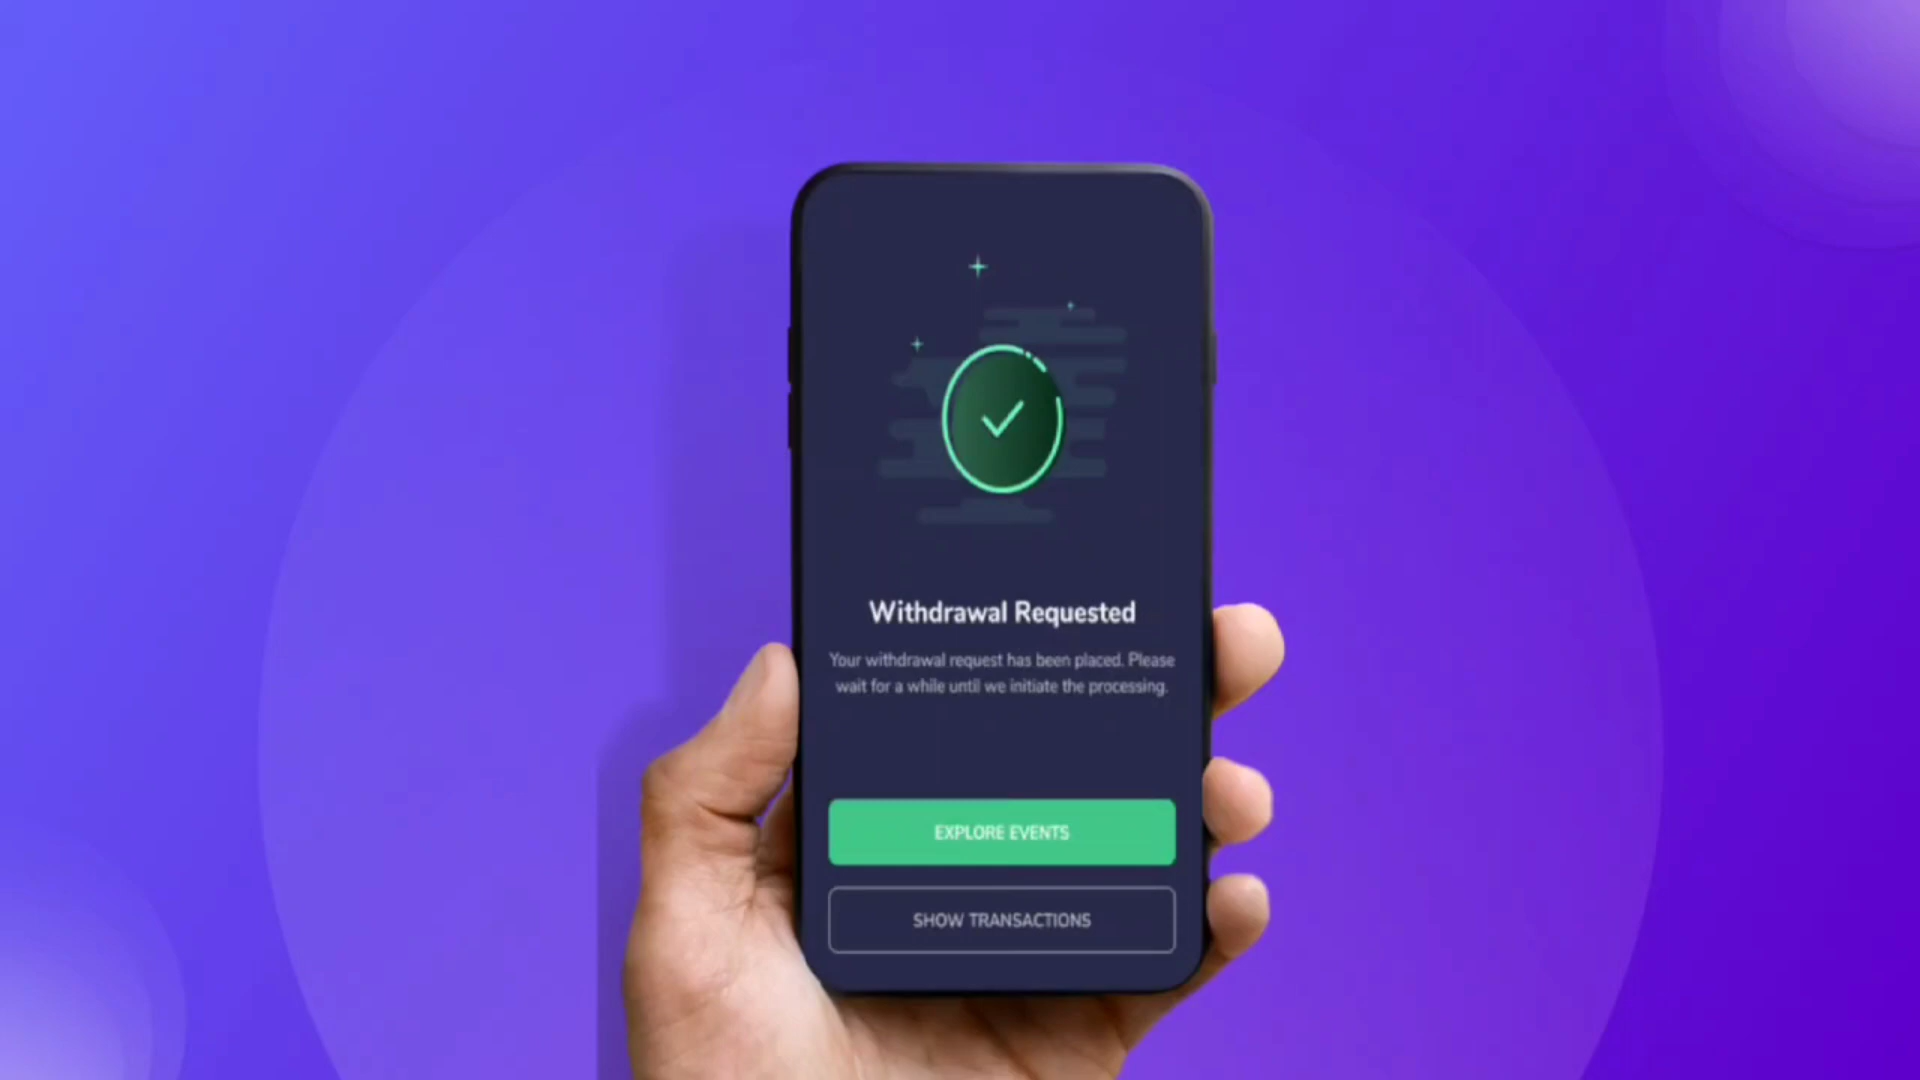 Withdrawal Requested
Your withdrawal request has been placed. Please
wait for a while until we initiate the processing.
EXPLORE EVENTS
SHOW TRANSACTIONS